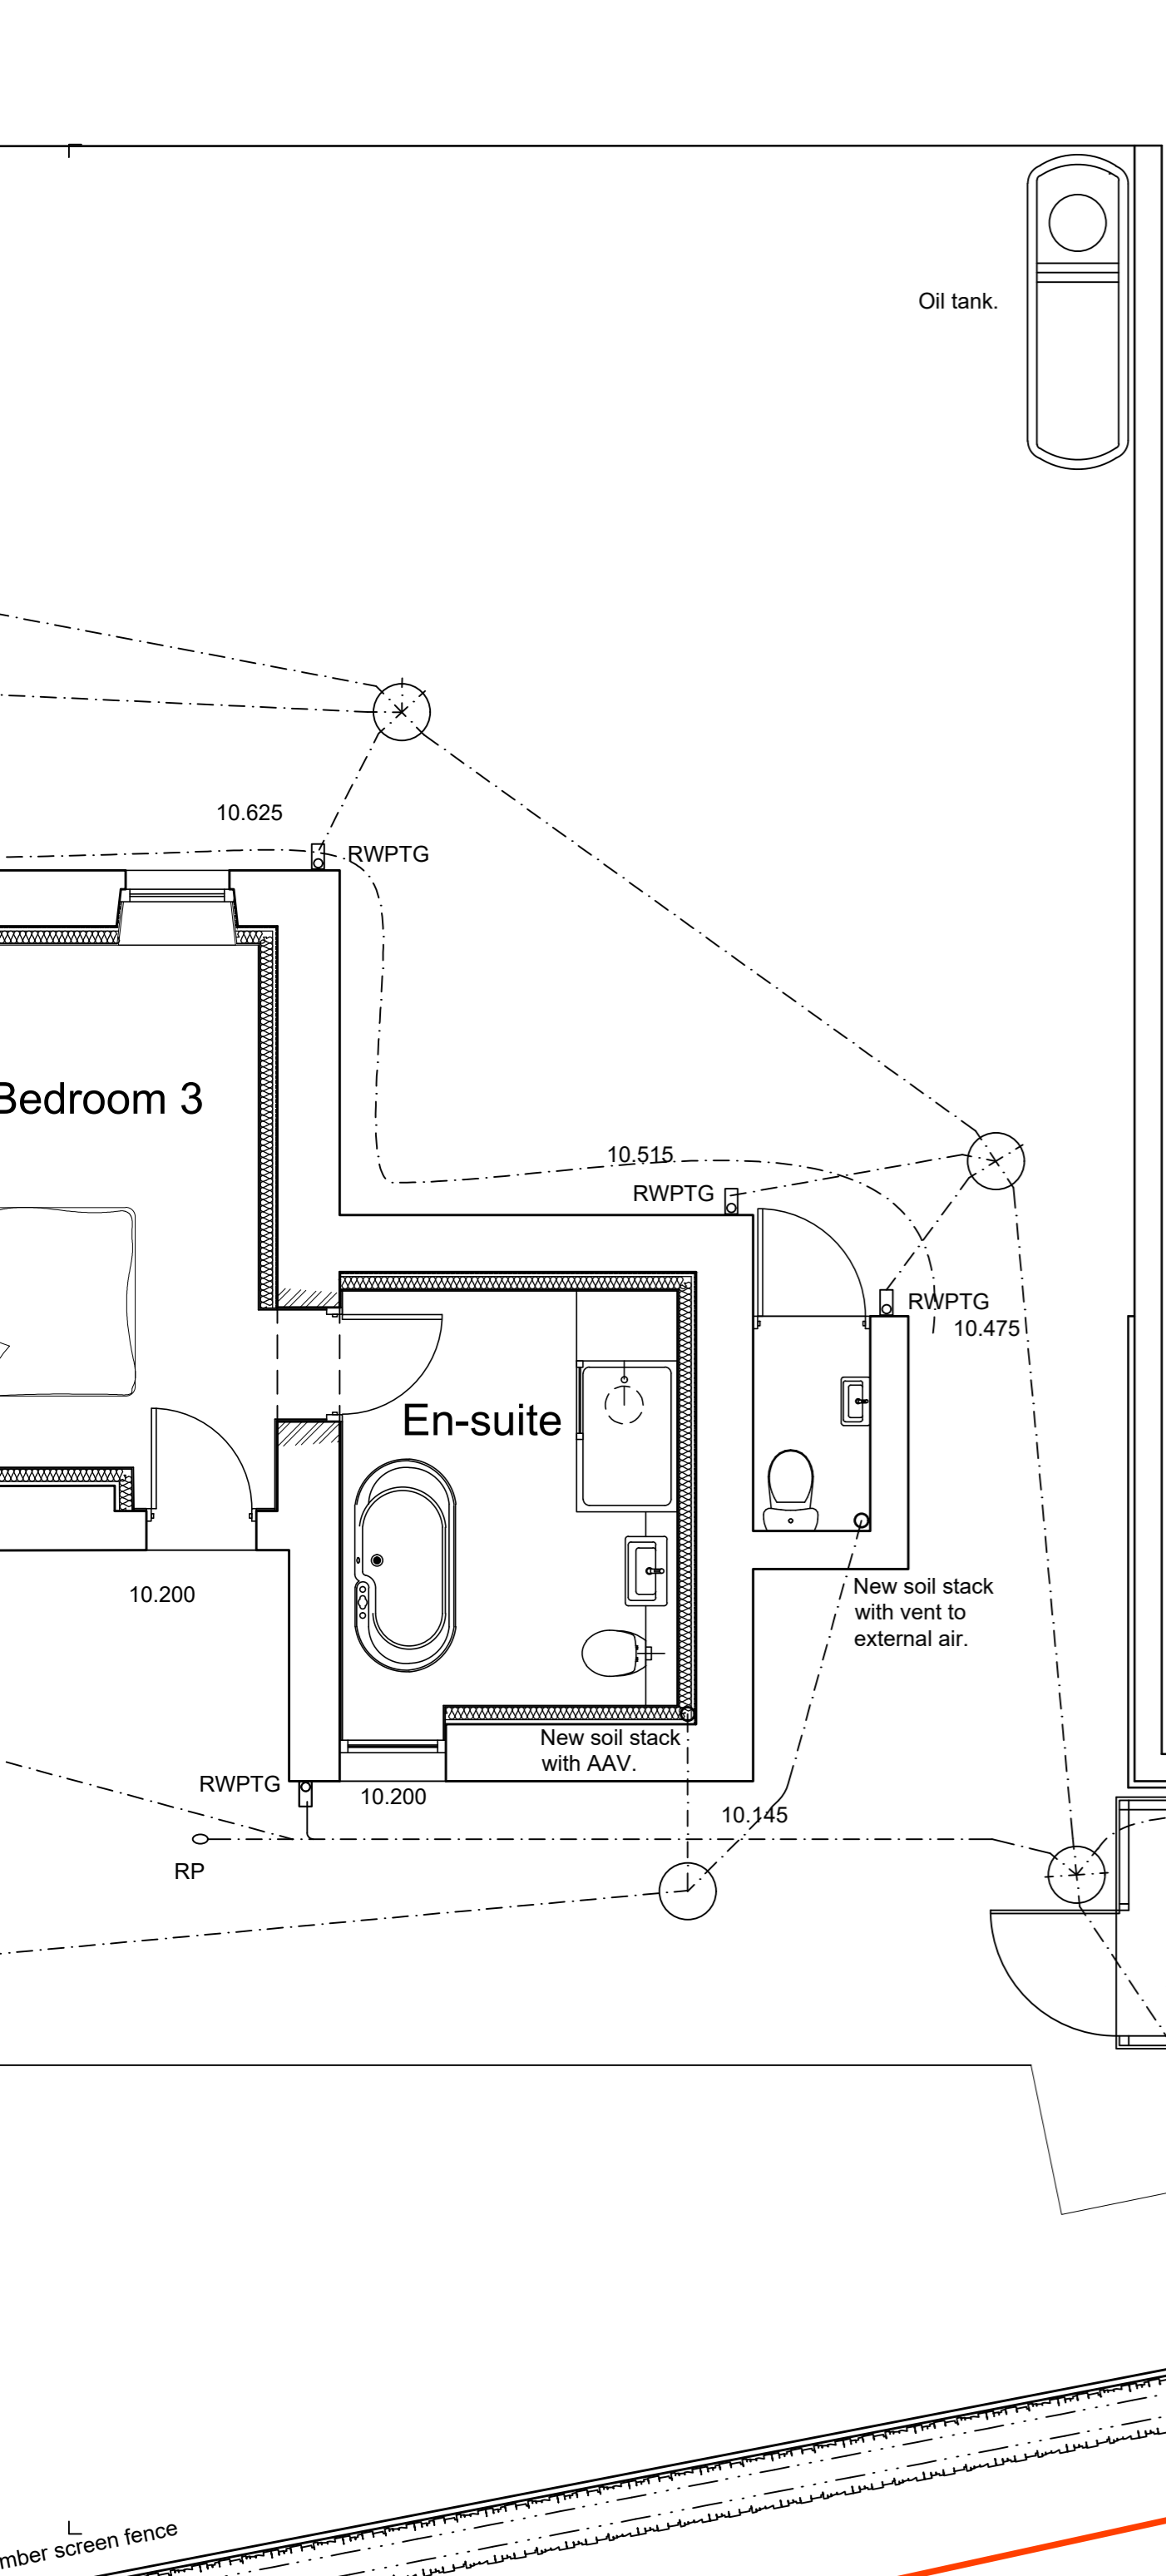 Oil tank.
10.625
RWPTG
Bedroom 3
10.515
RWPTG
RWPTG
10.475
En-suite
10.200
New soil stack
with vent to
external air.
New soil stack
with AAV.
RWPTG
10.200
10.145
RP
screen fence